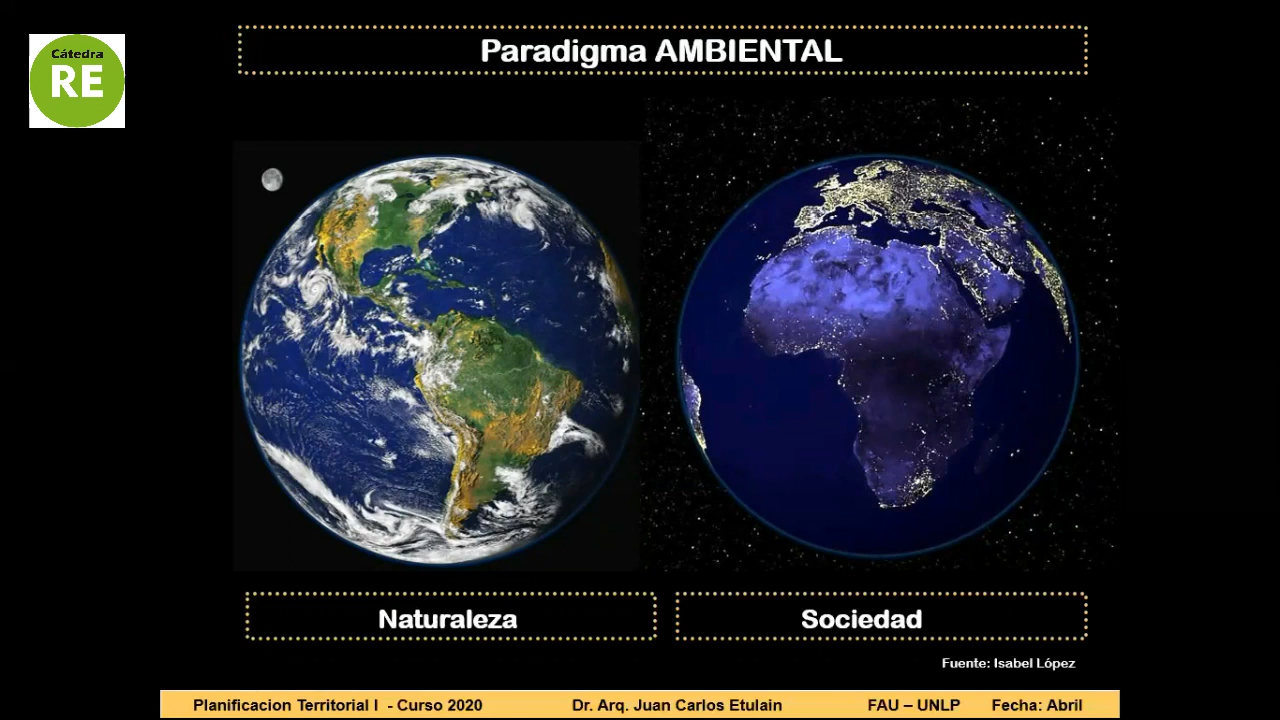 Cátedra
RE
Paradigma AMBIENTAL
Naturaleza
Sociedad
Fuente: Isabel López
Planificacion Territorial I - Curso 2020 Dr. Arq. Juan Carlos Etulain FAU – UNLP Fecha: Abril